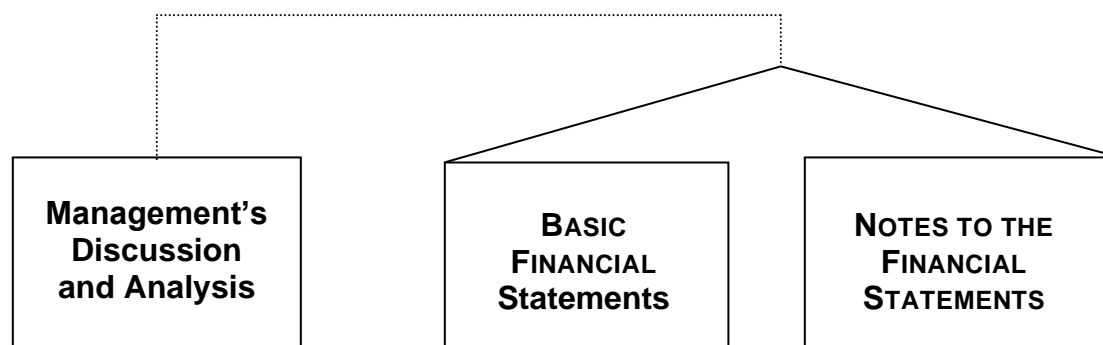 Management’s
Discussion
and Analysis
BASIC
FINANCIAL
Statements
NOTES TO THE
FINANCIAL
STATEMENTS